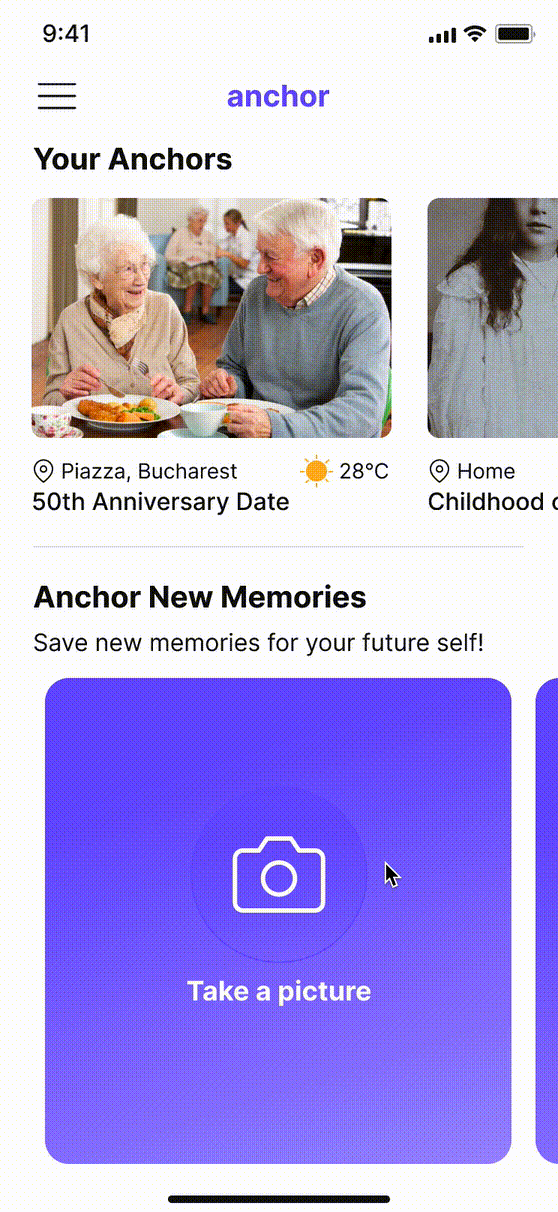 9:41
anchor
Your Anchors
Piazza, Bucharest 28°C
50th Anniversary Date
Home
Childhood
Anchor New Memories
Save new memories for your future self!
Take a picture